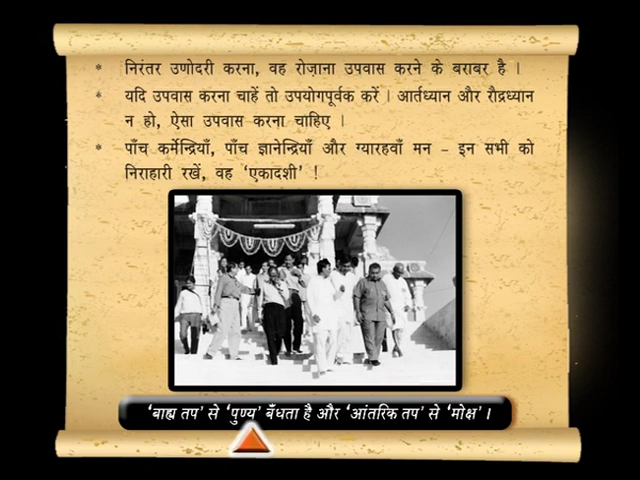 * निरंतर उणोदरी करना, वह रोज़ाना उपवास करने के बराबर है ।
* यदि उपवास करना चाहें तो उपयोगपूर्वक करें । आर्तध्यान और रौद्रध्यान
न हो, ऐसा उपवास करना चाहिए ।
* पाँच कर्मेन्द्रियाँ, पाँच ज्ञानेन्द्रियाँ और ग्यारहवाँ मन – इन सभी को
निराहारी रखें, वह ‘एकादशी’ !
‘बाह्य तप’ से ‘पुण्य’ बँधता है और ‘आंतरिक तप’ से ‘मोक्ष’ ।